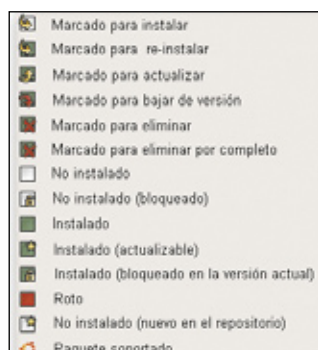 Marcado para instalar
Marcado para re-instalar
Marcado para actualizar
Marcado para bajar de versión
Marcado para eliminar
Marcado para eliminar por completo
No instalado
No instalado (bloqueado)
Instalado
Instalado (actualizable)
Instalado (bloqueado en la versión actual)
Roto
No instalado (nuevo en el repositorio)
Paquete soportado